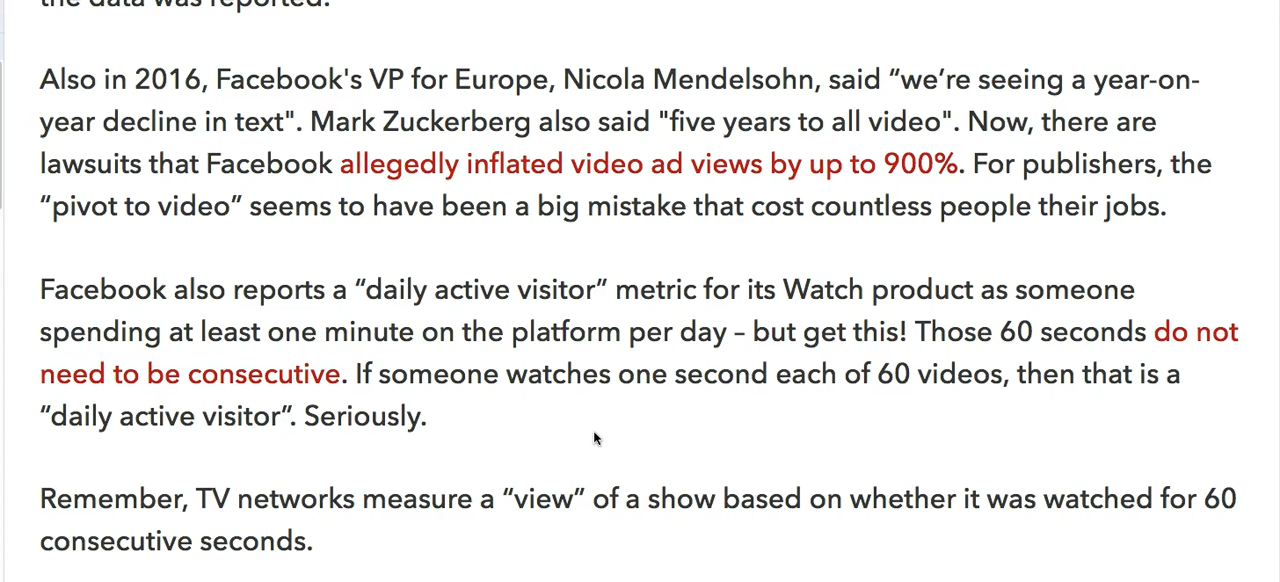 the data was reported.
Also in 2016, Facebook's VP for Europe, Nicola Mendelsohn, said “we’re seeing a year-on-
year decline in text". Mark Zuckerberg also said "five years to all video". Now, there are
lawsuits that Facebook allegedly inflated video ad views by up to 900%. For publishers, the
“pivot to video” seems to have been a big mistake that cost countless people their jobs.
Facebook also reports a “daily active visitor” metric for its Watch product as someone
spending at least one minute on the platform per day – but get this! Those 60 seconds do not
need to be consecutive. If someone watches one second each of 60 videos, then that is a
“daily active visitor”. Seriously.
Remember, TV networks measure a “view” of a show based on whether it was watched for 60
consecutive seconds.